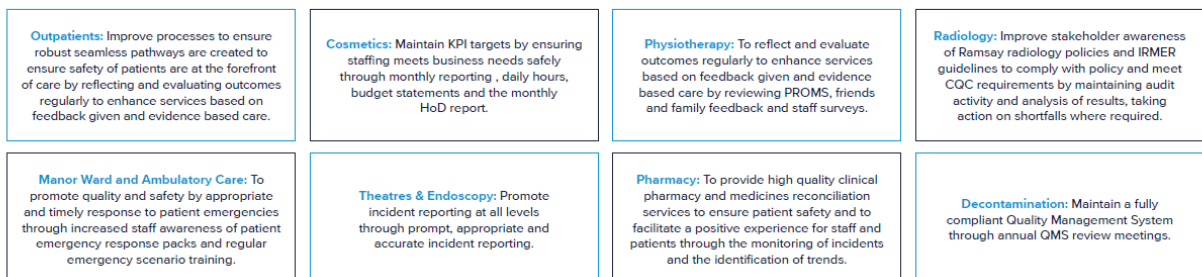 Outpatients: Improve processes to ensure
robust seamless pathways are created to
ensure safety of patients are at the forefront
of care by reflecting and evaluating outcomes
regularly to enhance services based on
feedback given and evidence based care.
Cosmetics: Maintain KPI targets by ensuring
staffing meets business needs safely
through monthly reporting , daily hours,
budget statements and the monthly
HoD report.
Physiotherapy: To reflect and evaluate
outcomes regularly to enhance services
based on feedback given and evidence
based care by reviewing PROMS, friends
and family feedback and staff surveys.
Radiology: Improve stakeholder awareness
of Ramsay radiology policies and IRMER
guidelines to comply with policy and meet
CQC requirements by maintaining audit
activity and analysis of results, taking
action on shortfalls where required.
Manor Ward and Ambulatory Care: To
promote quality and safety by appropriate
and timely response to patient emergencies
through increased staff awareness of patient
emergency response packs and regular
emergency scenario training.
Theatres & Endoscopy: Promote
incident reporting at all levels
through prompt, appropriate and
accurate incident reporting.
Pharmacy: To provide high quality clinical
pharmacy and medicines reconciliation
services to ensure patient safety and to
facilitate a positive experience for staff and
patients through the monitoring of incidents
and the identification of trends.
Decontamination: Maintain a fully
compliant Quality Management System
through annual QMS review meetings.